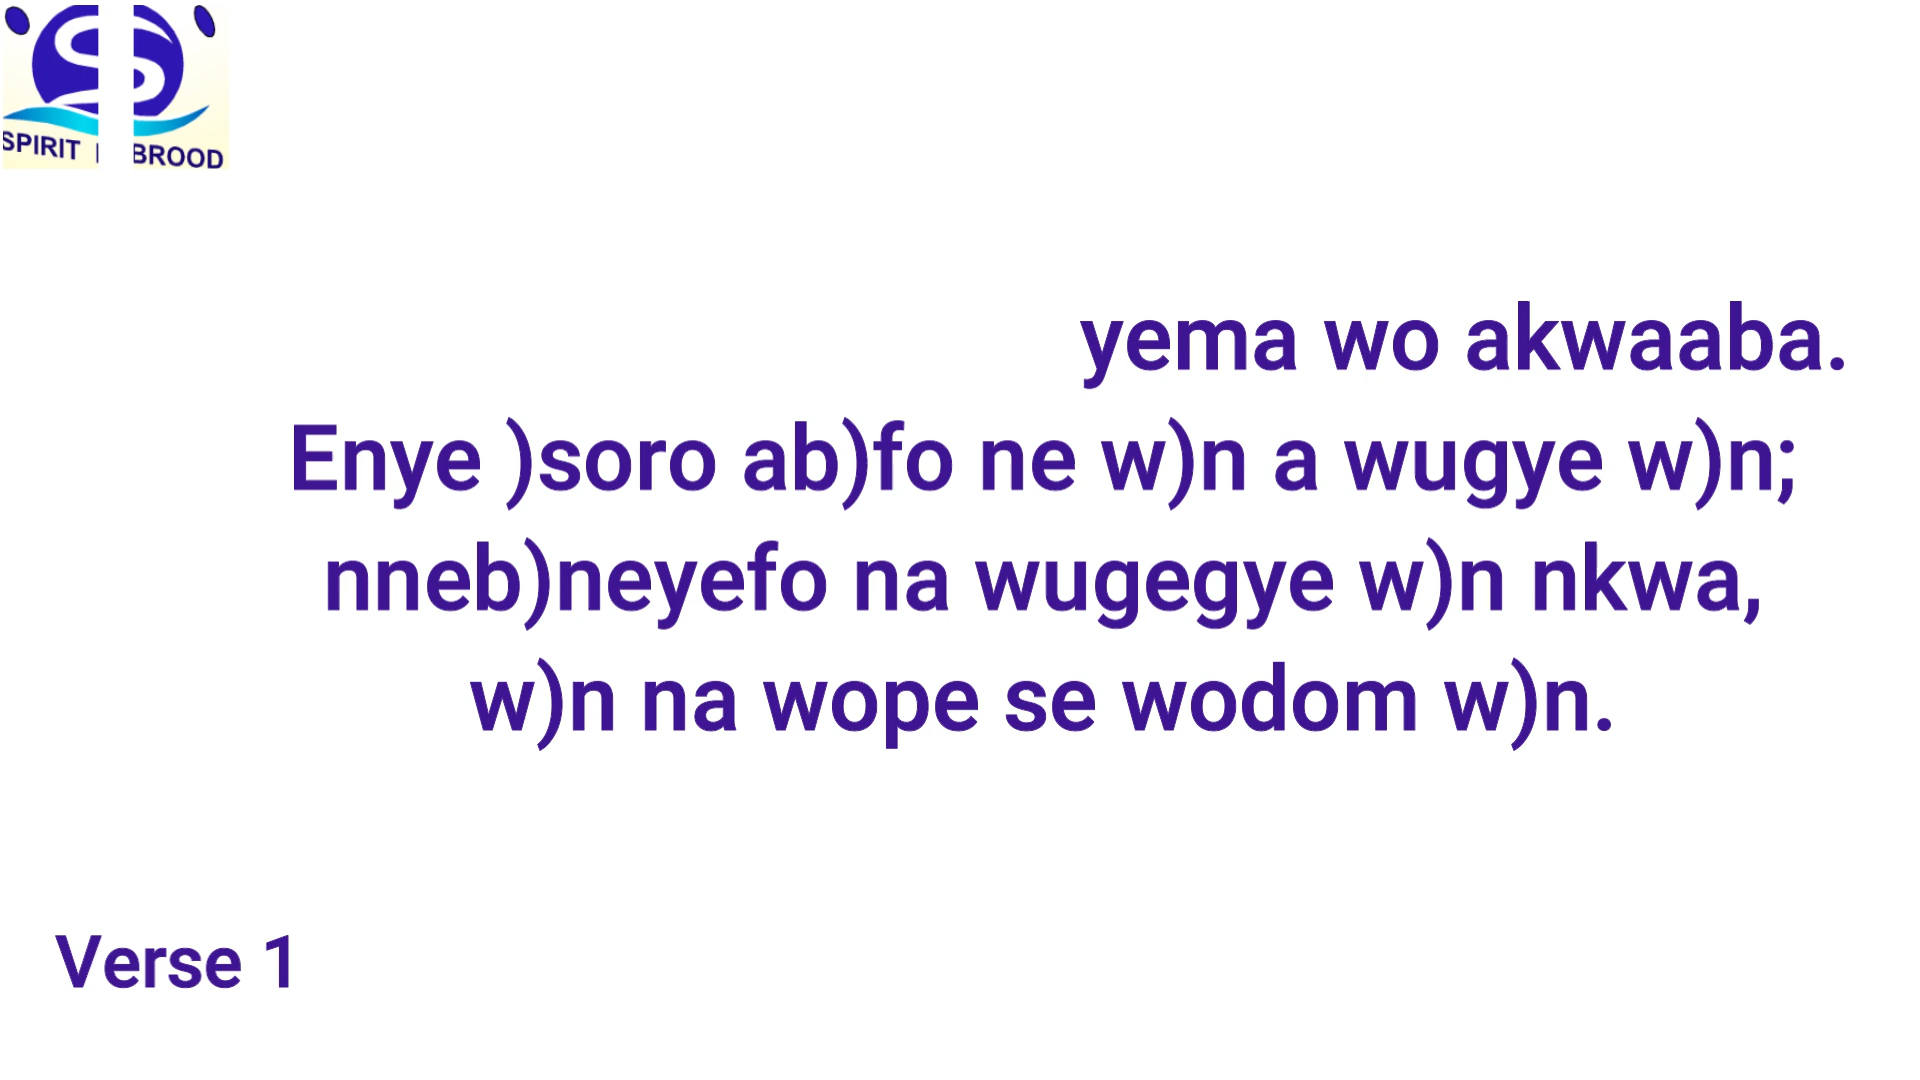 SPIRIT BROOD
yema wo akwaaba.
Enye )soro ab)fo ne w)n a wugye w)n;
nneb)neyefo na wugegye w)n nkwa,
w)n na wope se wodom w)n.
Verse 1